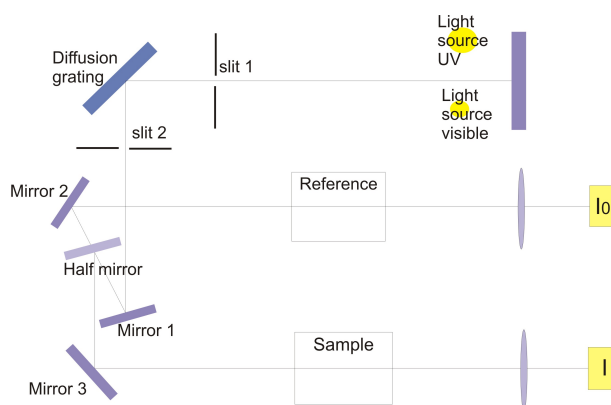 Light
source
UV
Diffusion
grating
slit 1
Light
source
visible
slit 2
Mirror 2
Reference
I0
Half mirror
Mirror 1
Sample
Mirror 3
I